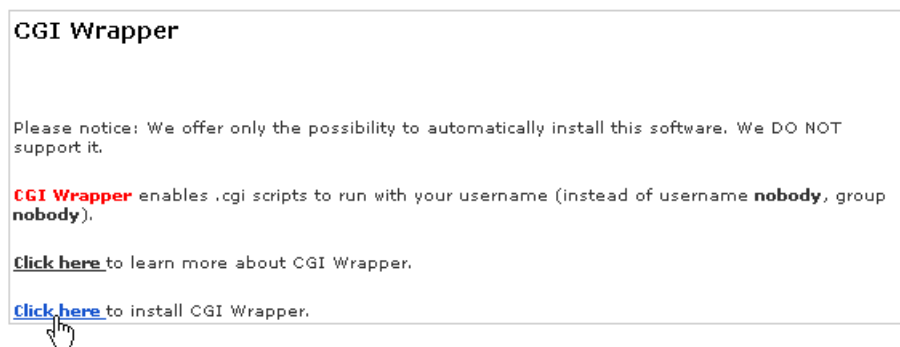 CGI Wrapper
Please notice: We offer only the possibility to automatically install this software. We DO NOT
support it.
CGI Wrapper enables .cgi scripts to run with your username (instead of username nobody, group
nobody).
Click here to learn more about CGI Wrapper.
Click here to install CGI Wrapper.